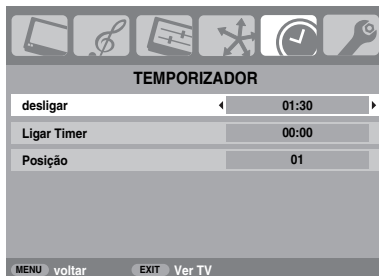 TEMPORIZADOR
desligar 01:30
Ligar Timer 00:00
Posição 01
MENU voltar EXIT Ver TV